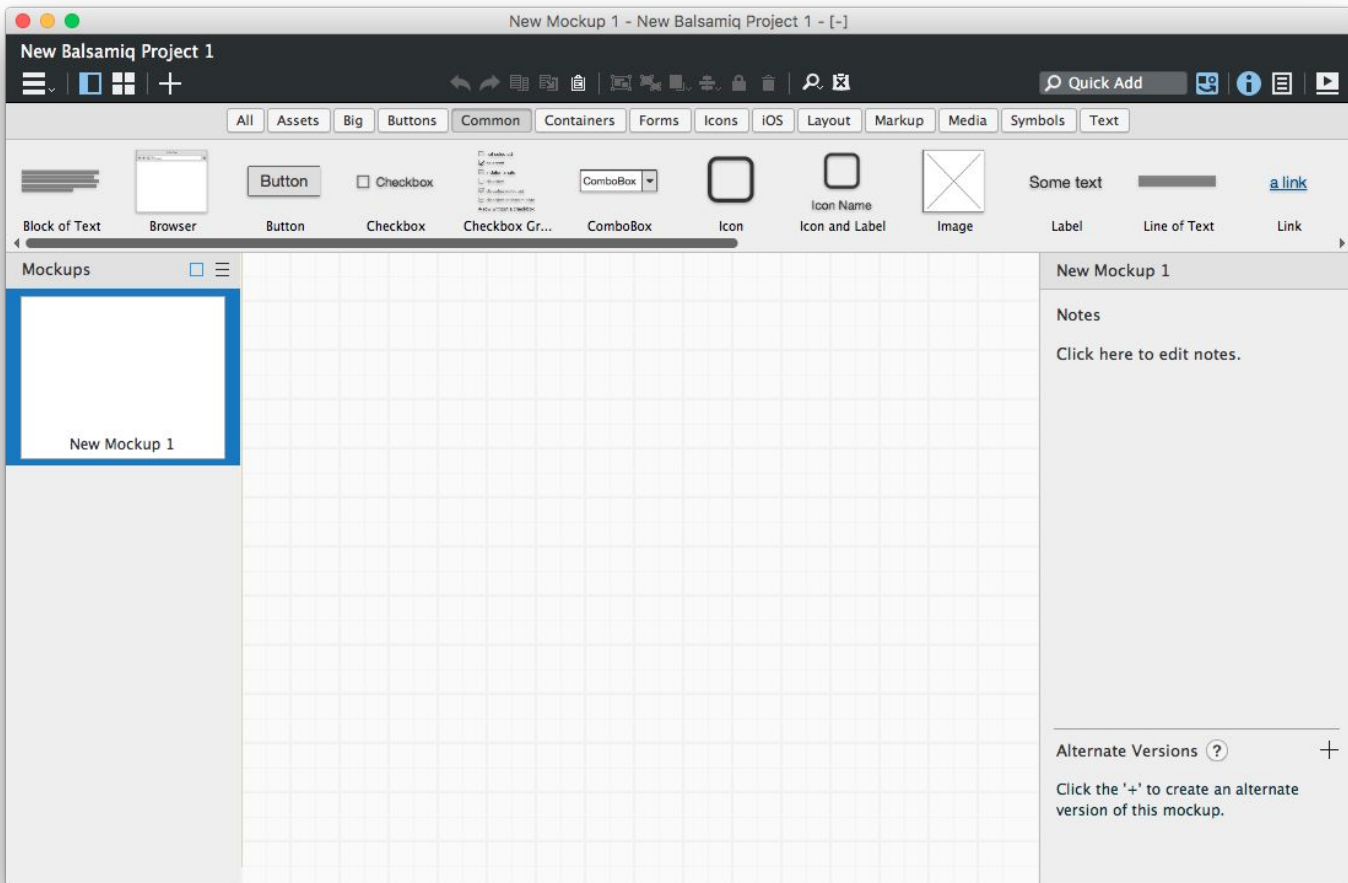 New Mockup 1 - New Balsamiq Project 1 - [-]
New Balsamiq Project 1
Quick Add
All Assets Big Buttons Common Containers Forms Icons iOS Layout Markup Media Symbols Text
Button Checkbox ComboBox Icon Name Some text a link
Block of Text Browser Button Checkbox Checkbox Gr... ComboBox Icon Icon and Label Image Label Line of Text Link
Mockups
New Mockup 1
New Mockup 1
Notes
Click here to edit notes.
Alternate Versions ?
Click the '+' to create an alternate
version of this mockup.